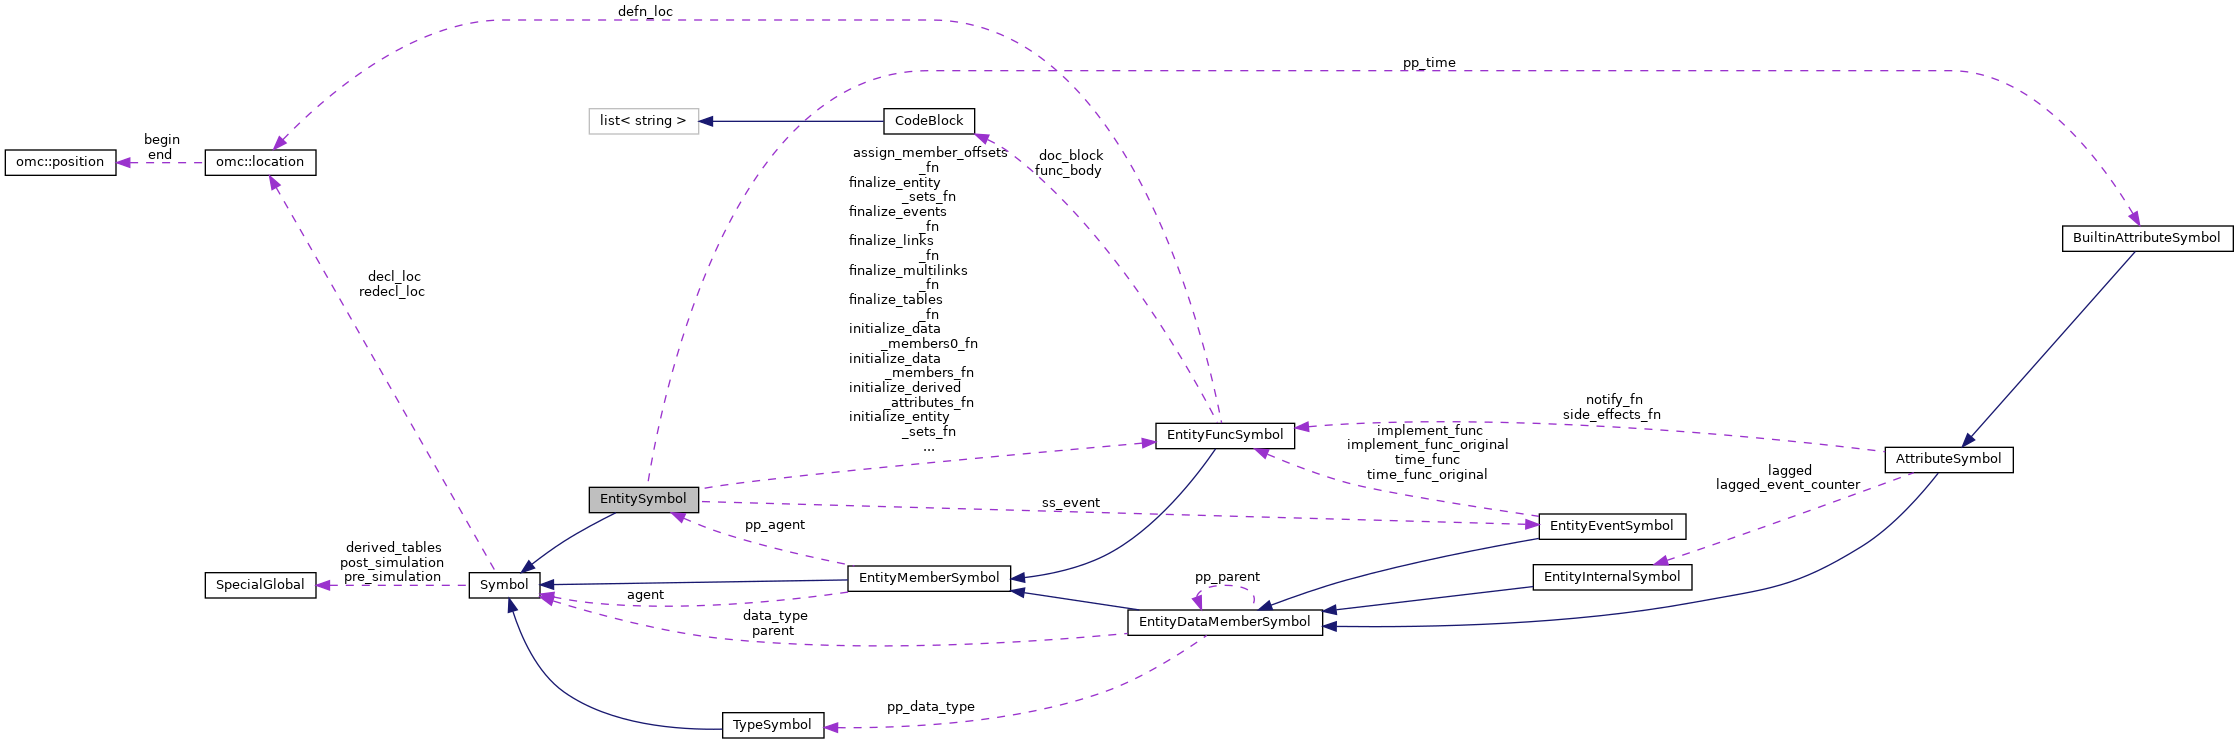 defn_loc
pp_time
list< string >
CodeBlock
begin
end
omc::position
omc::location
assign_member_offsets
_fn
finalize_entity
_sets_fn
finalize_events
_fn
finalize_links
_fn
finalize_multilinks
_fn
finalize_tables
_fn
initialize_data
_members0_fn
initialize_data
_members_fn
initialize_derived
_attributes_fn
initialize_entity
_sets_fn
...
doc_block
func_body
BuiltinAttributeSymbol
decl_loc
redecl_loc
notify_fn
side_effects_fn
EntityFuncSymbol
implement_func
implement_func_original
time_func
time_func_original
AttributeSymbol
lagged
lagged_event_counter
EntitySymbol
ss_event
EntityEventSymbol
pp_agent
derived_tables
post_simulation
pre_simulation
SpecialGlobal
Symbol
EntityMemberSymbol
EntityInternalSymbol
agent
pp_parent
data_type
parent
EntityDataMemberSymbol
pp_data_type
TypeSymbol